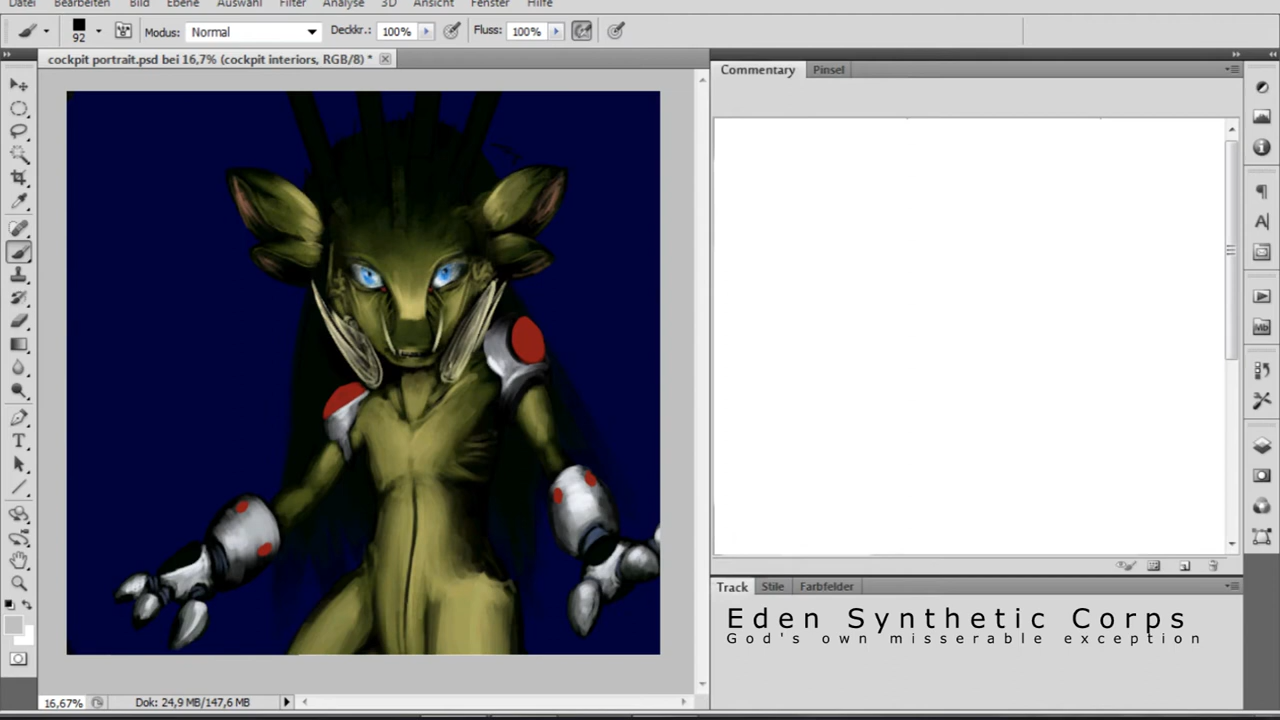 Datei Bearbeiten Bild Ebene Auswahl Filter Analyse 3D Ansicht Fenster Hilfe
92 Modus: Normal Deckkr.: 100% Fluss: 100%
cockpit portrait.psd bei 16,7% (cockpit interiors, RGB/8) *
Commentary Pinsel
Track Stile Farbfelder
Eden Synthetic Corps
God's own misserable exception
16,67% Dok: 24,9 MB/147,6 MB